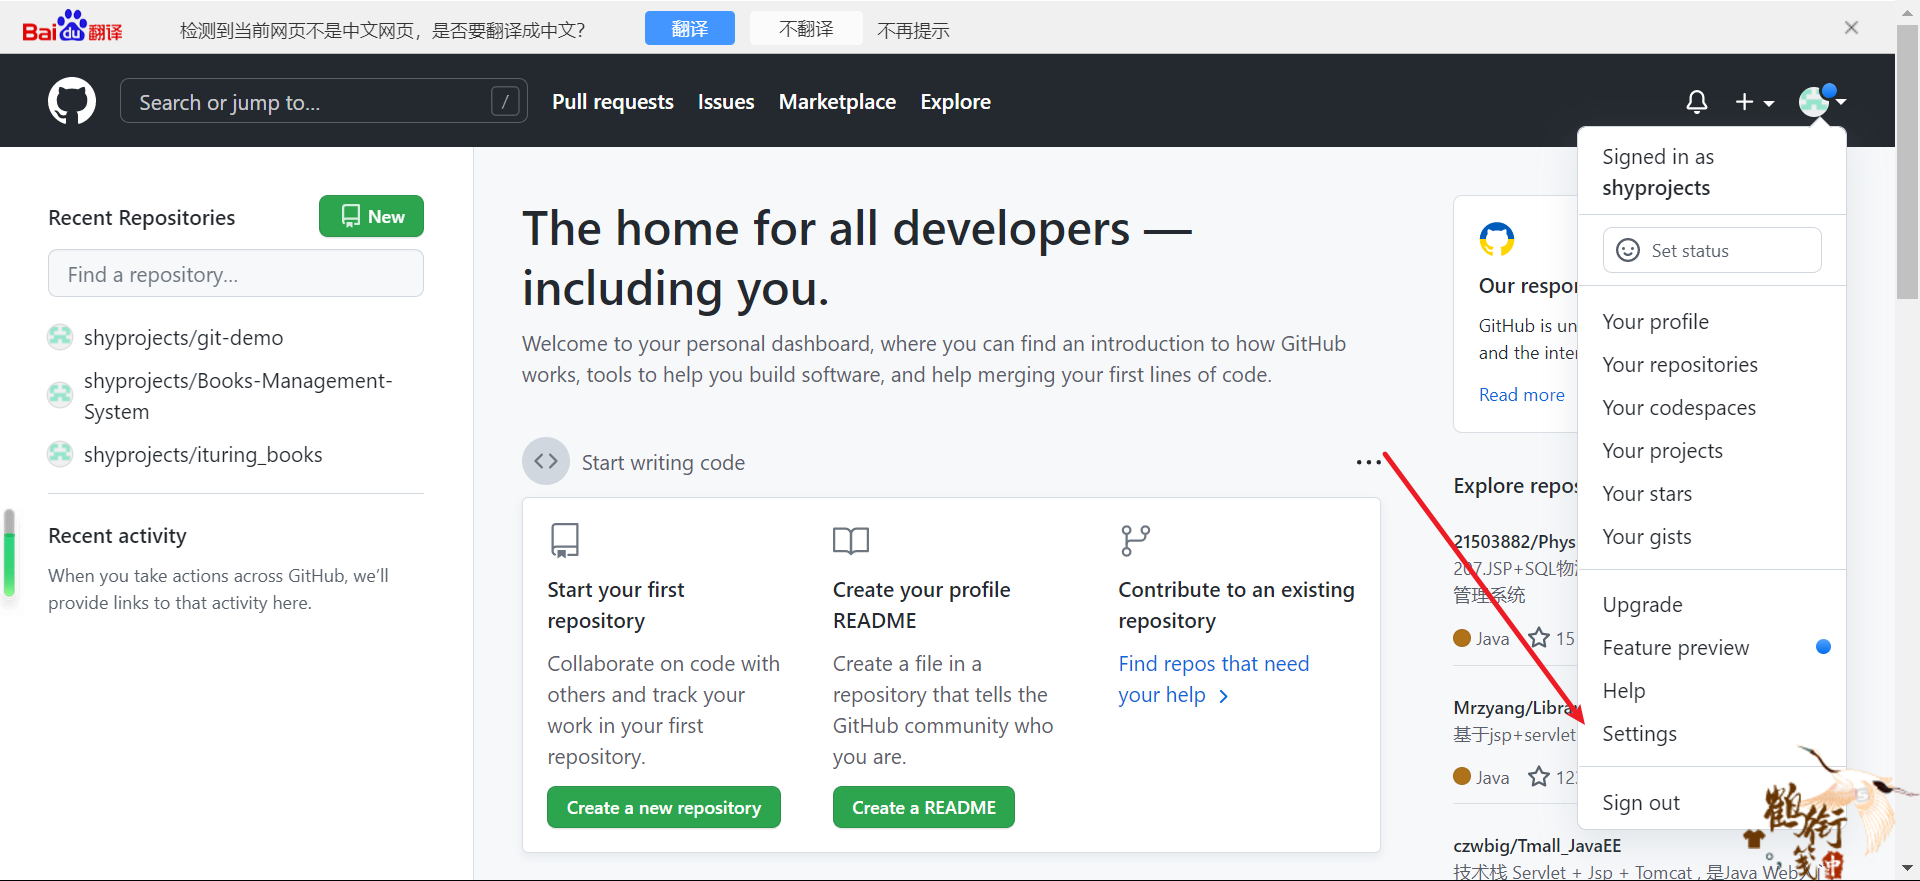 Bai du 翻译 检测到当前网页不是中文网页，是否要翻译成中文? 翻译 不翻译 不再提示
Search or jump to... / Pull requests Issues Marketplace Explore
Signed in as
shyprojects
Set status
Your profile
Your repositories
Your codespaces
Your projects
Your stars
Your gists
Upgrade
Feature preview
Help
Settings
Sign out
Recent Repositories
New
Find a repository...
shyprojects/git-demo
shyprojects/Books-Management-
System
shyprojects/ituring_books
Recent activity
When you take actions across GitHub, we'll
provide links to that activity here.
The home for all developers —
including you.
Welcome to your personal dashboard, where you can find an introduction to how GitHub
works, tools to help you build software, and help merging your first lines of code.
Start writing code
Start your first
repository
Collaborate on code with
others and track your
work in your first
repository.
Create a new repository
Create your profile
README
Create a file in a
repository that tells the
GitHub community who
you are.
Create a README
Contribute to an existing
repository
Find repos that need
your help
Our respon
GitHub is un
and the inter
Read more
Explore repos
21503882/Phys
207.JSP+SQL物
管理系统
Java 15
Mrzyang/Libra
基于jsp+servlet
Java 12
czwbig/Tmall_JavaEE
技术栈 Servlet + Jsp + Tomcat , 是Java Web
鹤衔笺